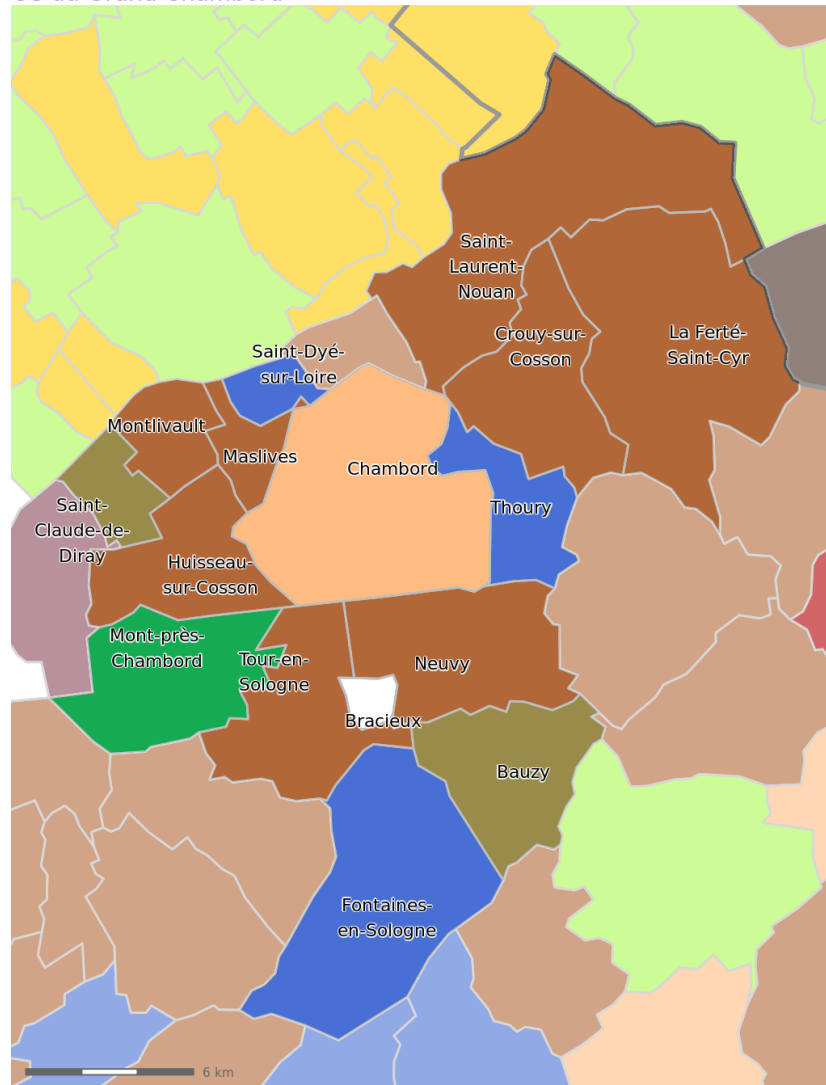 Saint-
Laurent-
Nouan
Crouy-sur-
Cosson
La Ferté-
Saint-Cyr
Saint-Dyé-
sur-Loire
Montlivault
Maslives
Chambord
Thoury
Saint-
Claude-de-
Diray
Huisseau-
sur-Cosson
Mont-près-
Chambord
Tour-en-
Sologne
Neuvy
Bracieux
Bauzy
Fontaines-
en-Sologne
6 km